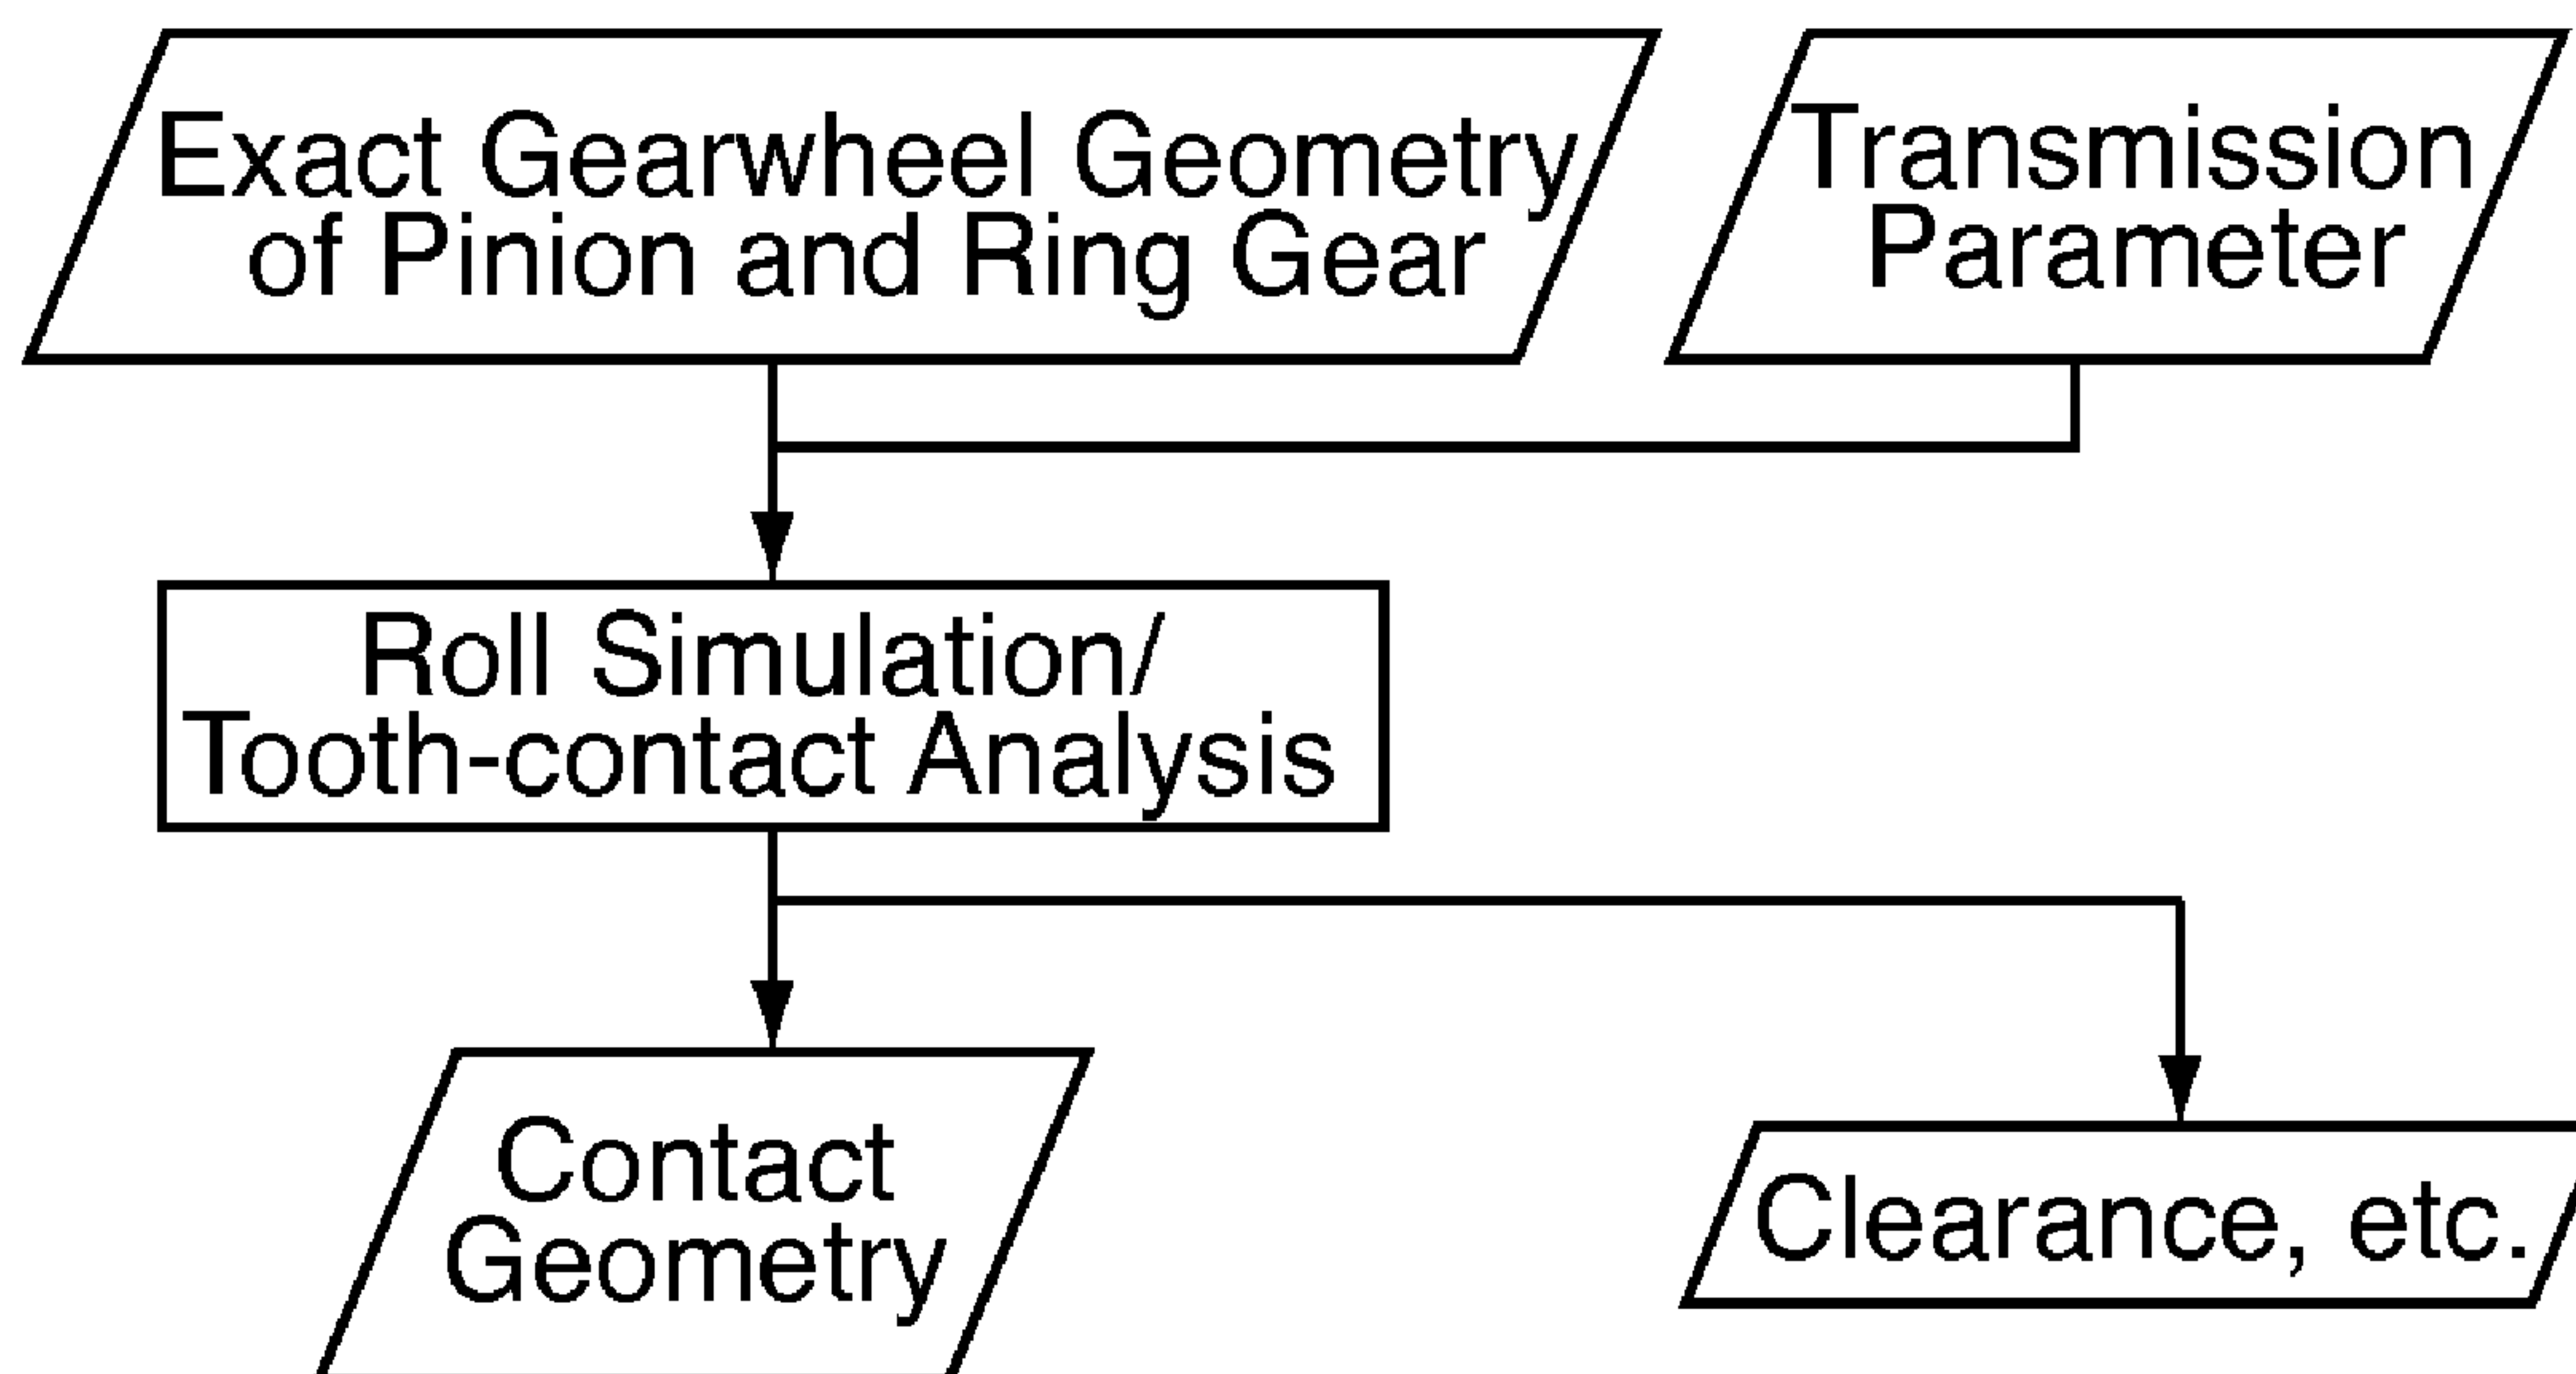 Exact Gearwheel Geometry
of Pinion and Ring Gear
Transmission
Parameter
Roll Simulation/
Tooth-contact Analysis
Contact
Geometry
Clearance, etc.